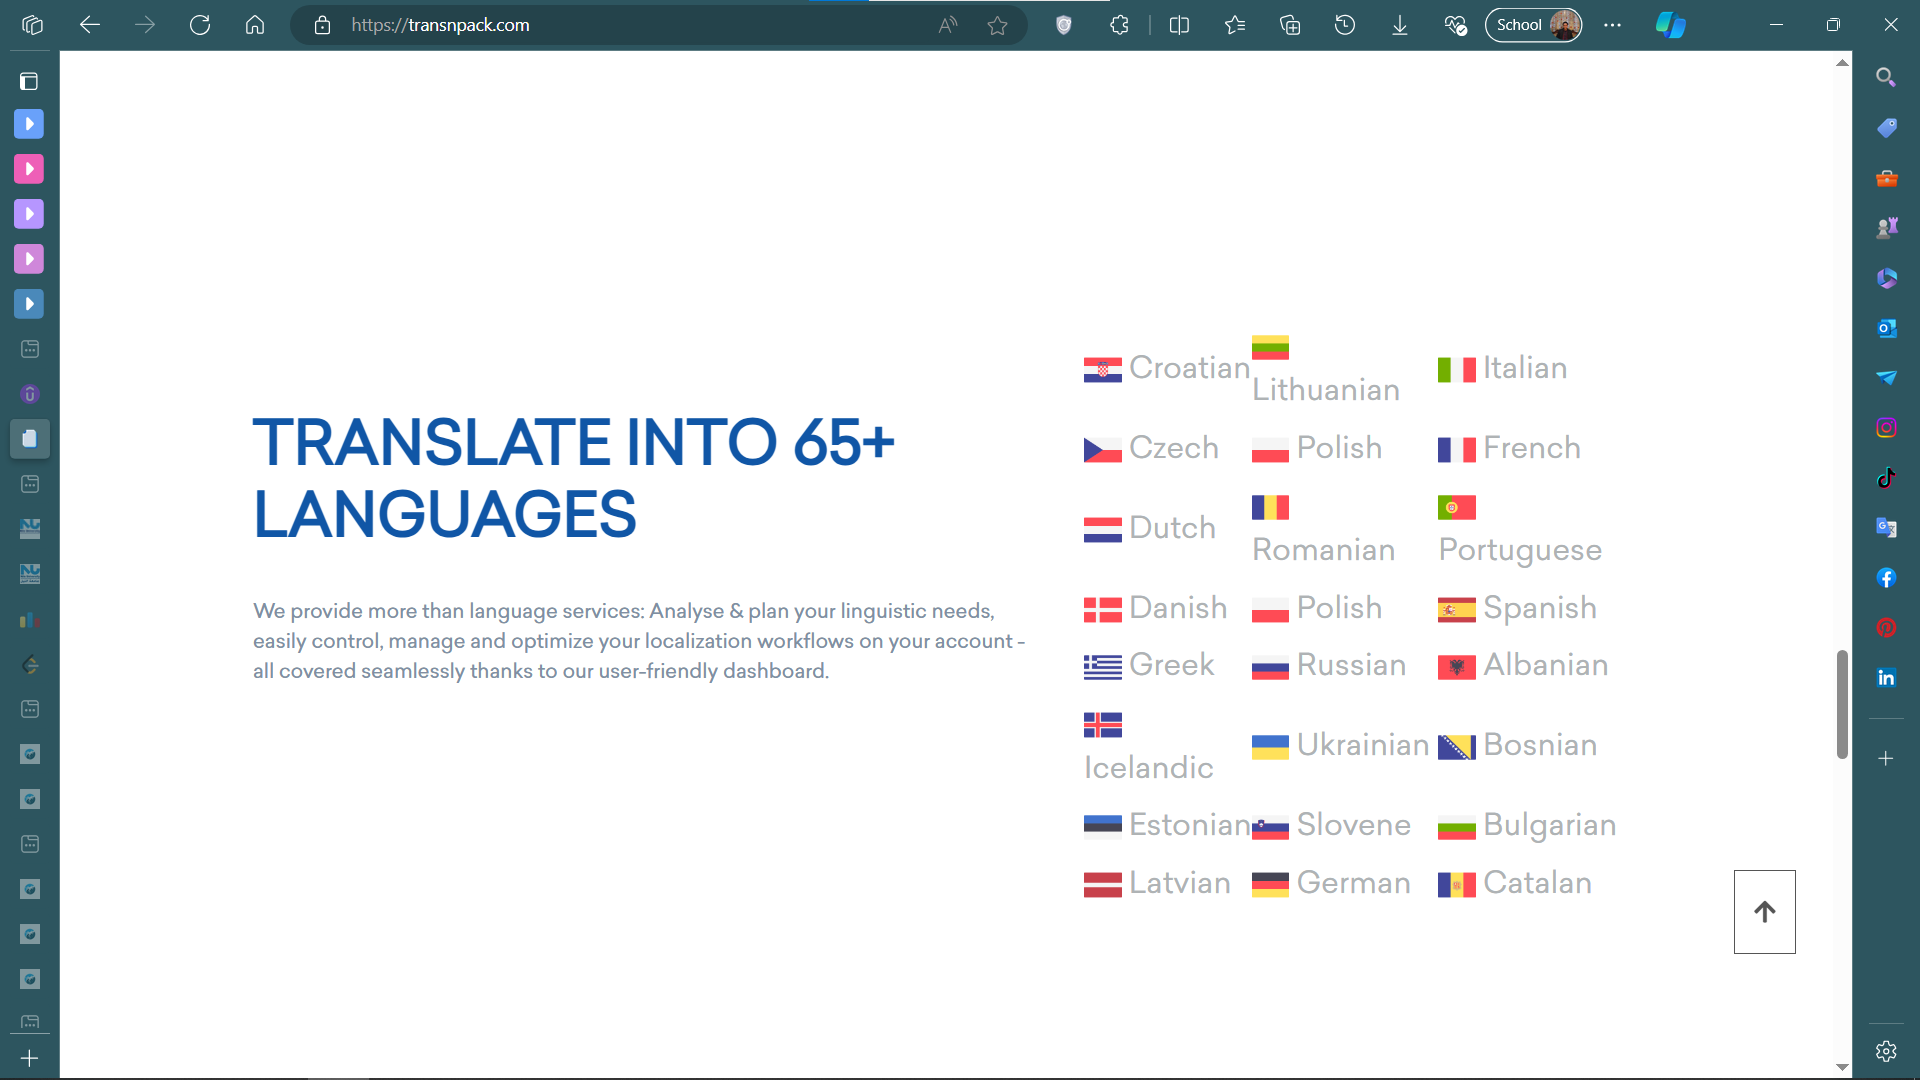 https://transnpack.com
School
TRANSLATE INTO 65+
LANGUAGES
We provide more than language services: Analyse & plan your linguistic needs,
easily control, manage and optimize your localization workflows on your account -
all covered seamlessly thanks to our user-friendly dashboard.
Croatian
Lithuanian
Italian
Czech
Polish
French
Dutch
Romanian
Portuguese
Danish
Polish
Spanish
Greek
Russian
Albanian
Icelandic
Ukrainian
Bosnian
Estonian
Slovene
Bulgarian
Latvian
German
Catalan